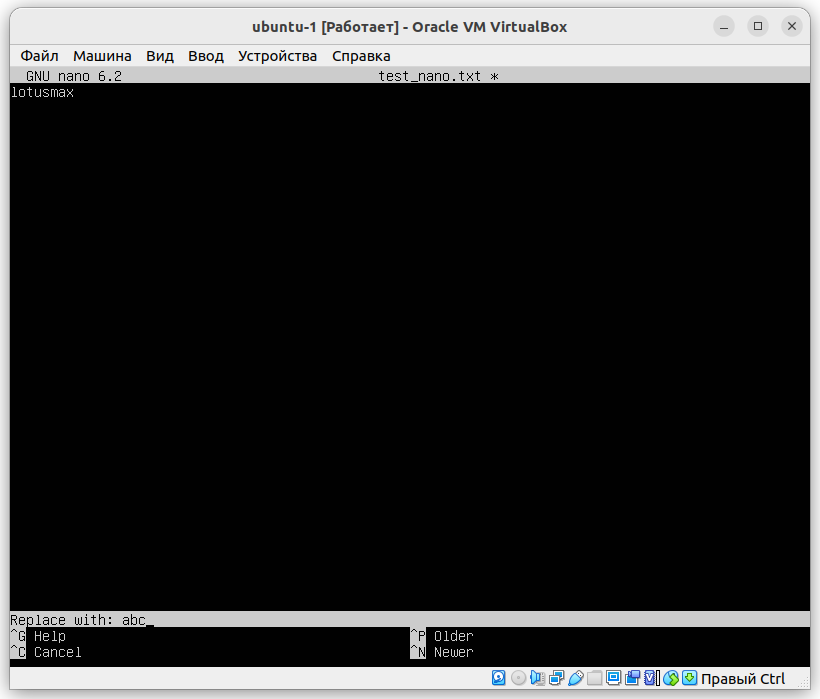 ubuntu-1 [Работает] - Oracle VM VirtualBox
Файл Машина Вид Ввод Устройства Справка
GNU nano 6.2 test_nano.txt *
lotusmax
Replace with: abc_
^G Help ^P Older
^C Cancel ^N Newer
Правый Ctrl